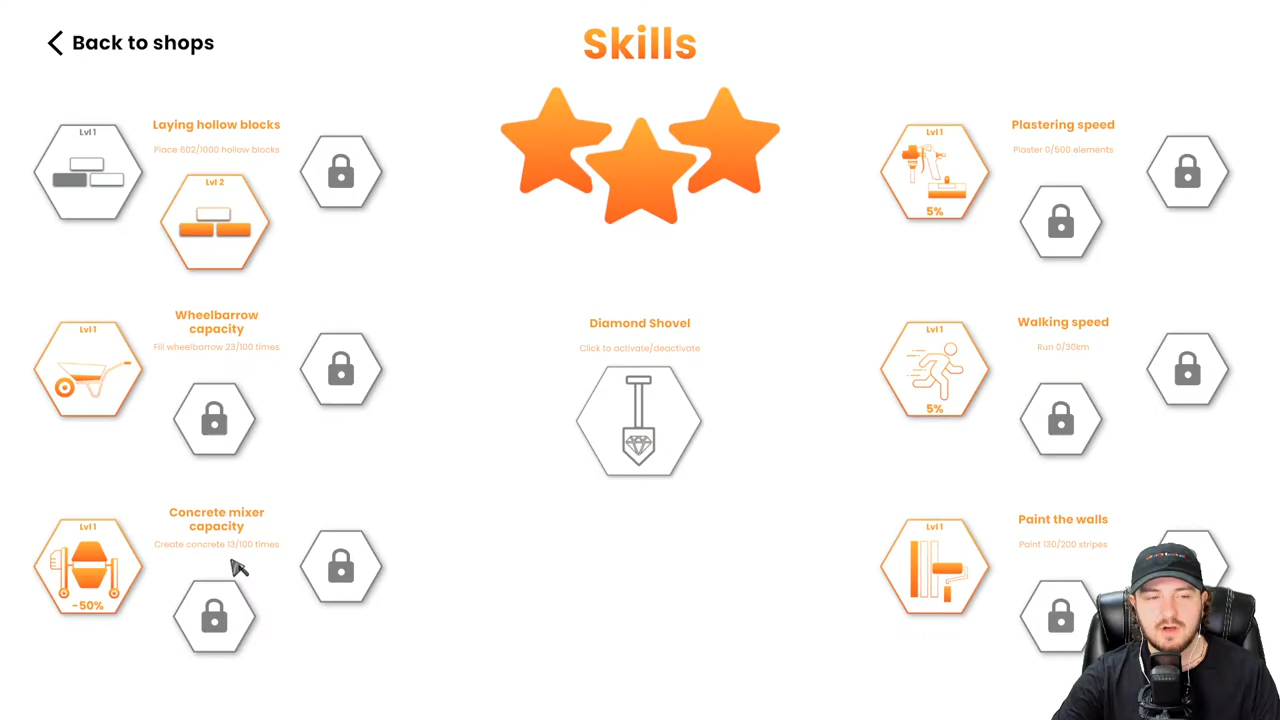 Back to shops
Skills
Lvl 1
Laying hollow blocks
Place 602/1000 hollow blocks
Lvl 2
Lvl 1
Plastering speed
Plaster 0/500 elements
5%
Lvl 1
Wheelbarrow
capacity
Fill wheelbarrow 23/100 times
Diamond Shovel
Click to activate/deactivate
Lvl 1
Walking speed
Run 0/30km
5%
Lvl 1
Concrete mixer
capacity
Create concrete 13/100 times
-50%
Lvl 1
Paint the walls
Paint 130/200 stripes